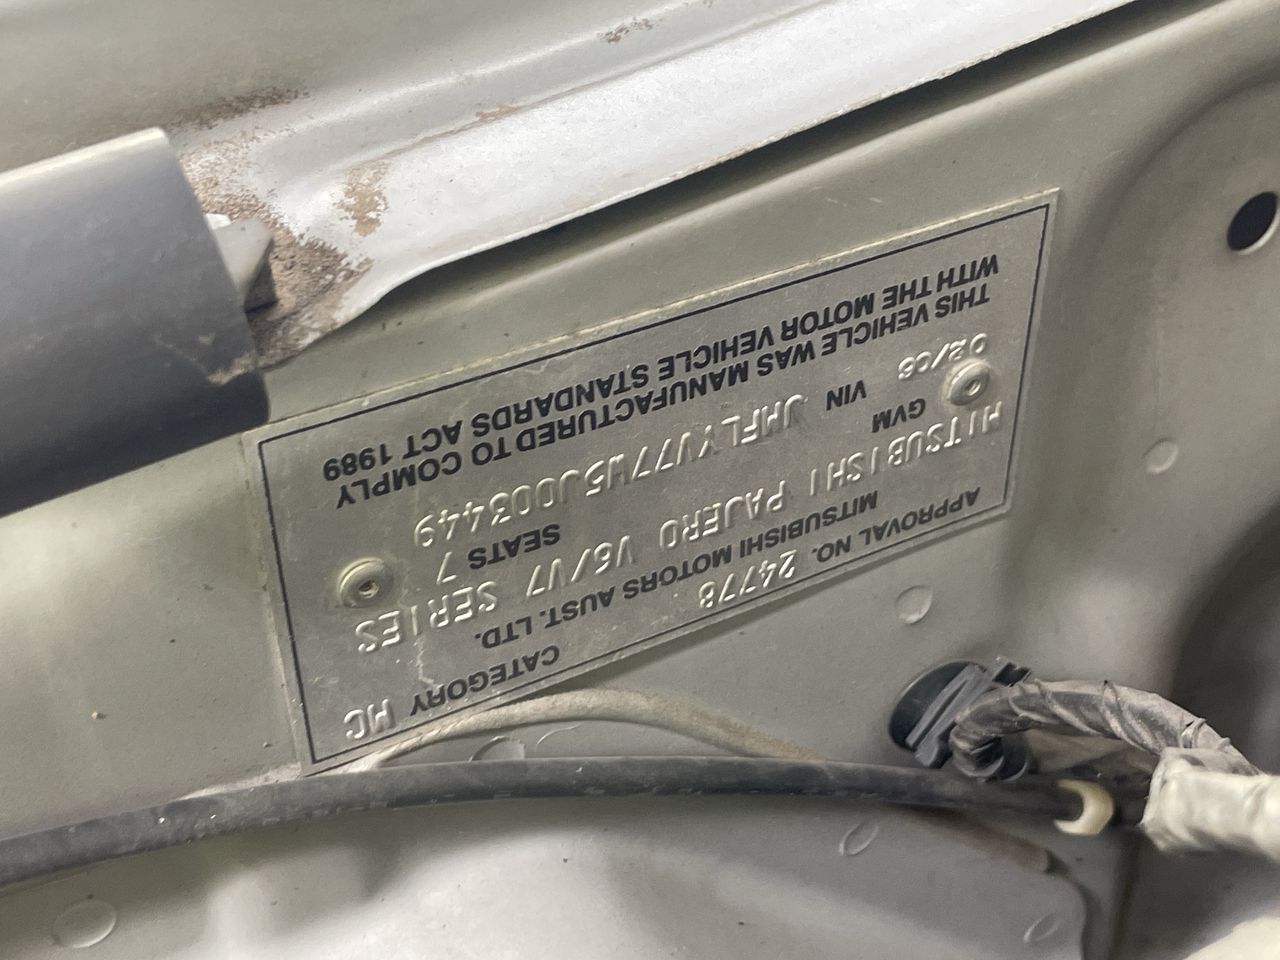 APPROVAL NO. 24778 CATEGORY MC
MITSUBISHI MOTORS AUST. LTD.
MITSUBISHI PAJERO V6/V7 SERIES
GVM SEATS 7
VIN JMFLYV77W5J003449
02/06
THIS VEHICLE WAS MANUFACTURED TO COMPLY
WITH THE MOTOR VEHICLE STANDARDS ACT 1989